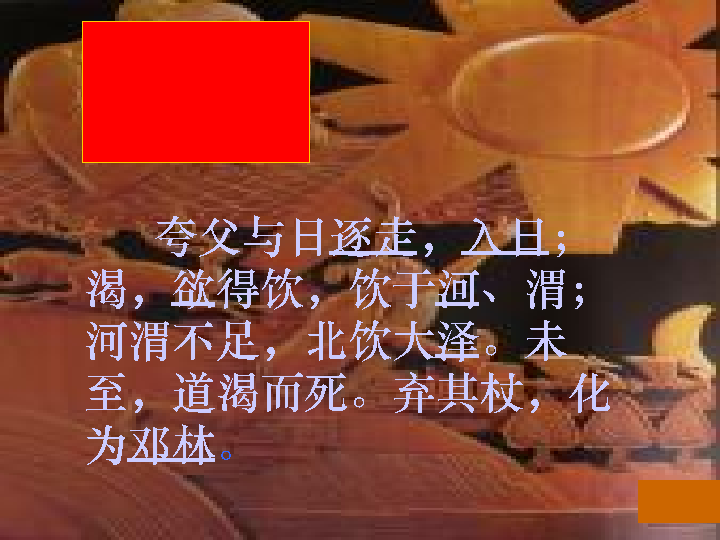 夸父与日逐走，入日；
渴，欲得饮，饮于河、渭；
河渭不足，北饮大泽。未
至，道渴而死。弃其杖，化
为邓林。